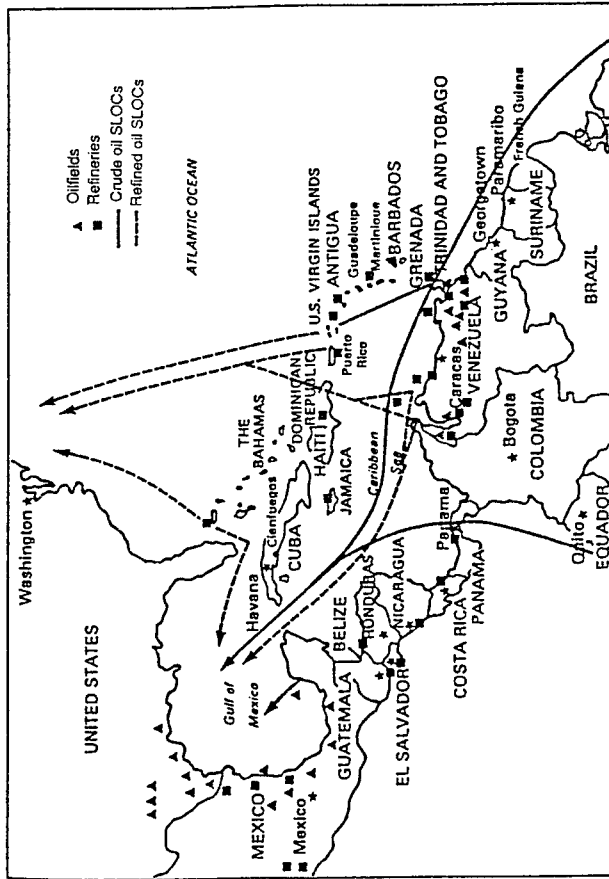 Oilfields
Refineries
Crude oil SLOCs
Refined oil SLOCs
Washington
UNITED STATES
ATLANTIC OCEAN
THE
BAHAMAS
Havana
Cienfuegos
CUBA
Gulf of
Mexico
MEXICO
Mexico
DOMINICAN
REPUBLIC
HAITI
JAMAICA
Puerto
Rico
U.S. VIRGIN ISLANDS
ANTIGUA
Guadeloupe
Martinique
BARBADOS
GRENADA
TRINIDAD AND TOBAGO
Caribbean
Sea
BELIZE
HONDURAS
GUATEMALA
EL SALVADOR
NICARAGUA
COSTA RICA
PANAMA
Panama
Caracas
VENEZUELA
Bogota
COLOMBIA
Quito
EQUADOR
Georgetown
Paramaribo
French Guiena
GUYANA
SURINAME
BRAZIL